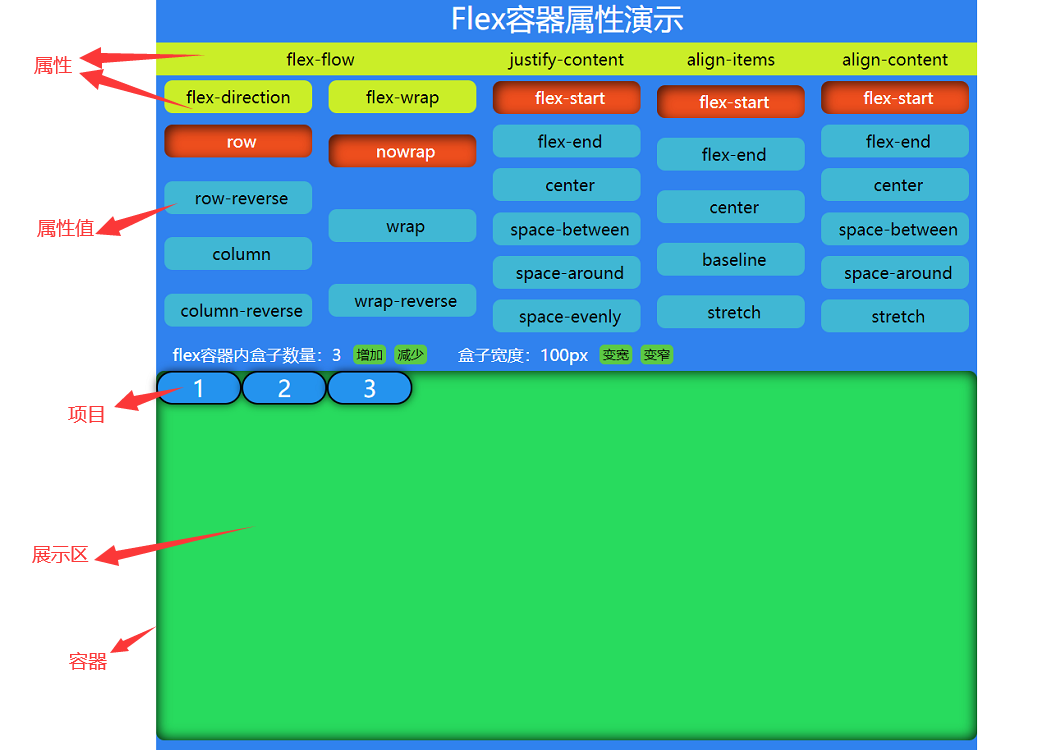 Flex容器属性演示
属性
flex-flow justify-content align-items align-content
flex-direction flex-wrap flex-start flex-start flex-start
row nowrap flex-end flex-end flex-end
属性值
row-reverse wrap center center center
column space-between baseline space-between
space-around space-around
column-reverse wrap-reverse space-evenly stretch stretch
flex容器内盒子数量：3 增加 减少 盒子宽度：100px 变宽 变窄
项目
1 2 3
展示区
容器